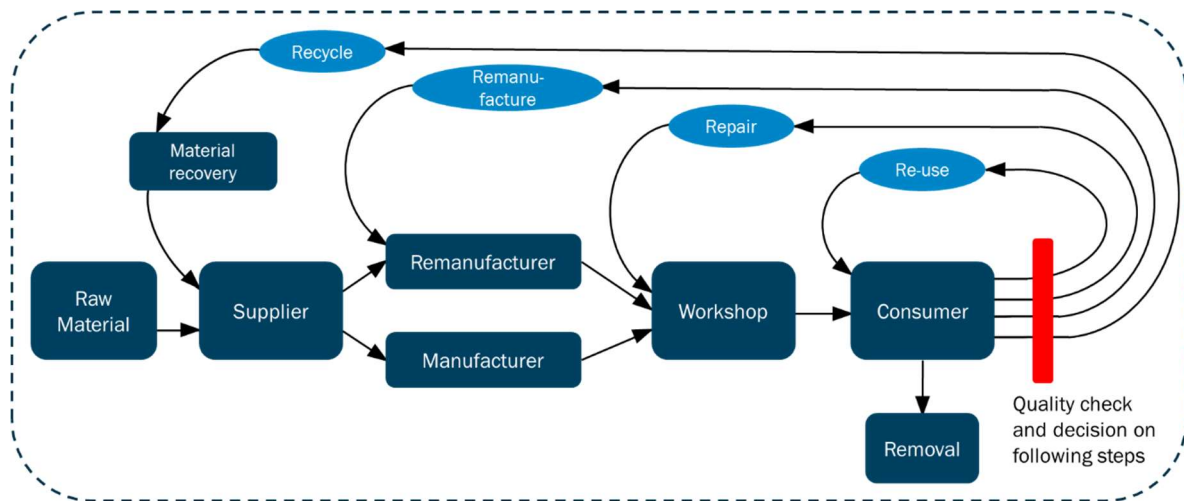 Recycle
Remanu-
facture
Repair
Re-use
Material
recovery
Raw
Material
Supplier
Remanufacturer
Manufacturer
Workshop
Consumer
Removal
Quality check
and decision on
following steps